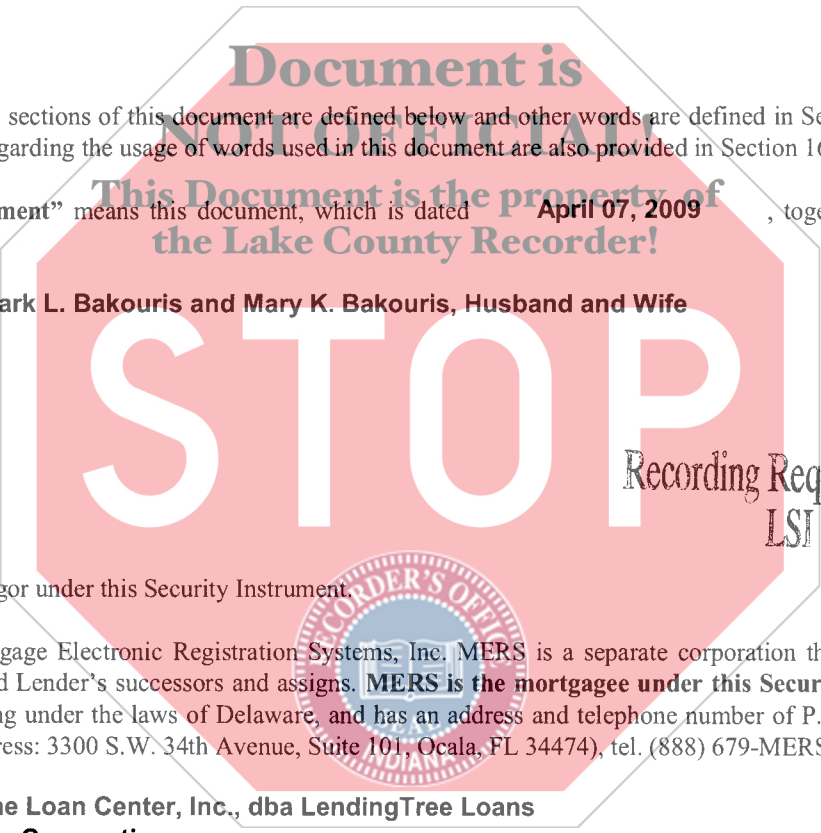 Document is
sections of this document are defined below and other words are defined in Se
NOT OFFICIAL!
garding the usage of words used in this document are also provided in Section 16
This Document is the property of
ment” means this document, which is dated April 07, 2009 , toge
the Lake County Recorder!
ark L. Bakouris and Mary K. Bakouris, Husband and Wife
STOP
Recording Req
LSI
gor under this Security Instrument.
RECORDER'S OFFICE
gage Electronic Registration Systems, Inc. MERS is a separate corporation th
d Lender’s successors and assigns. MERS is the mortgagee under this Secur
ng under the laws of Delaware, and has an address and telephone number of P.
SEAL
ress: 3300 S.W. 34th Avenue, Suite 101, Ocala, FL 34474), tel. (888) 679-MERS
INDIANA
ne Loan Center, Inc., dba LendingTree Loans